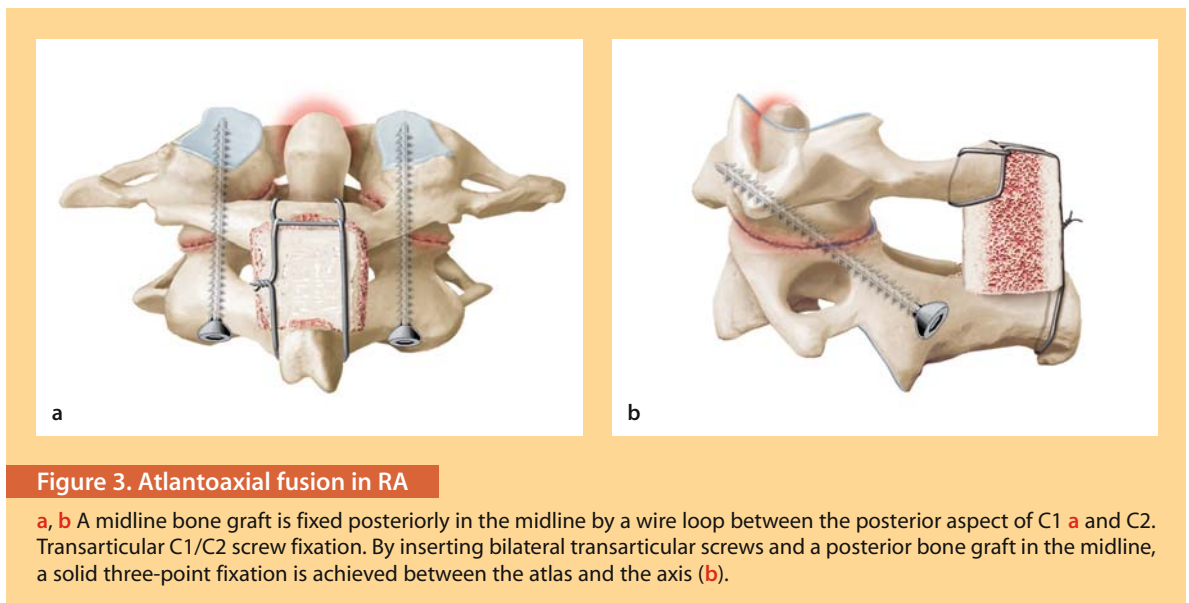 a
b
Figure 3. Atlantoaxial fusion in RA
a, b A midline bone graft is fixed posteriorly in the midline by a wire loop between the posterior aspect of C1 a and C2.
Transarticular C1/C2 screw fixation. By inserting bilateral transarticular screws and a posterior bone graft in the midline,
a solid three-point fixation is achieved between the atlas and the axis (b).